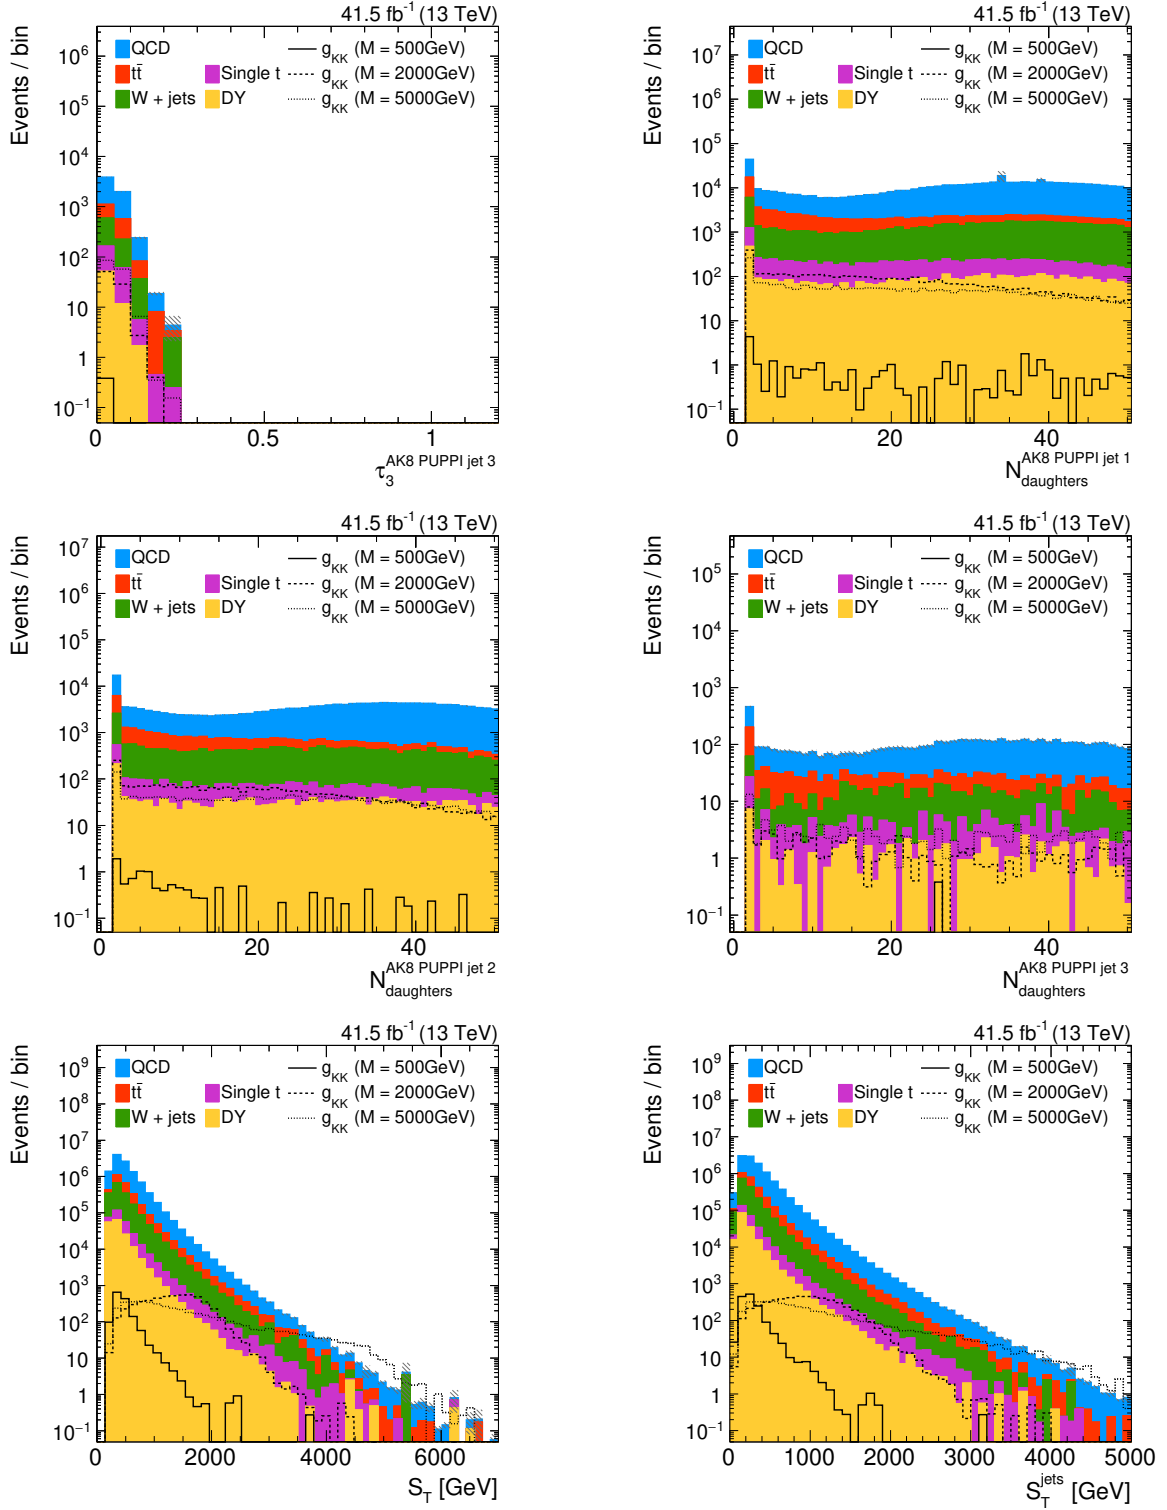 41.5 fb⁻¹ (13 TeV)
Events / bin
QCD
tt̄
W + jets
Single t
DY
g_KK (M = 500GeV)
g_KK (M = 2000GeV)
g_KK (M = 5000GeV)
10⁶
10⁵
10⁴
10³
10²
10
1
10⁻¹
0 0.5 1
τ₃^AK8 PUPPI jet 3
41.5 fb⁻¹ (13 TeV)
Events / bin
QCD
tt̄
W + jets
Single t
DY
g_KK (M = 500GeV)
g_KK (M = 2000GeV)
g_KK (M = 5000GeV)
10⁷
10⁶
10⁵
10⁴
10³
10²
10
1
10⁻¹
0 20 40
N_daughters^AK8 PUPPI jet 1
41.5 fb⁻¹ (13 TeV)
Events / bin
QCD
tt̄
W + jets
Single t
DY
g_KK (M = 500GeV)
g_KK (M = 2000GeV)
g_KK (M = 5000GeV)
10⁷
10⁶
10⁵
10⁴
10³
10²
10
1
10⁻¹
0 20 40
N_daughters^AK8 PUPPI jet 2
41.5 fb⁻¹ (13 TeV)
Events / bin
QCD
tt̄
W + jets
Single t
DY
g_KK (M = 500GeV)
g_KK (M = 2000GeV)
g_KK (M = 5000GeV)
10⁵
10⁴
10³
10²
10
1
10⁻¹
0 20 40
N_daughters^AK8 PUPPI jet 3
41.5 fb⁻¹ (13 TeV)
Events / bin
QCD
tt̄
W + jets
Single t
DY
g_KK (M = 500GeV)
g_KK (M = 2000GeV)
g_KK (M = 5000GeV)
10⁹
10⁸
10⁷
10⁶
10⁵
10⁴
10³
10²
10
1
10⁻¹
0 2000 4000 6000
S_T [GeV]
41.5 fb⁻¹ (13 TeV)
Events / bin
QCD
tt̄
W + jets
Single t
DY
g_KK (M = 500GeV)
g_KK (M = 2000GeV)
g_KK (M = 5000GeV)
10⁹
10⁸
10⁷
10⁶
10⁵
10⁴
10³
10²
10
1
10⁻¹
0 1000 2000 3000 4000 5000
S_T^jets [GeV]